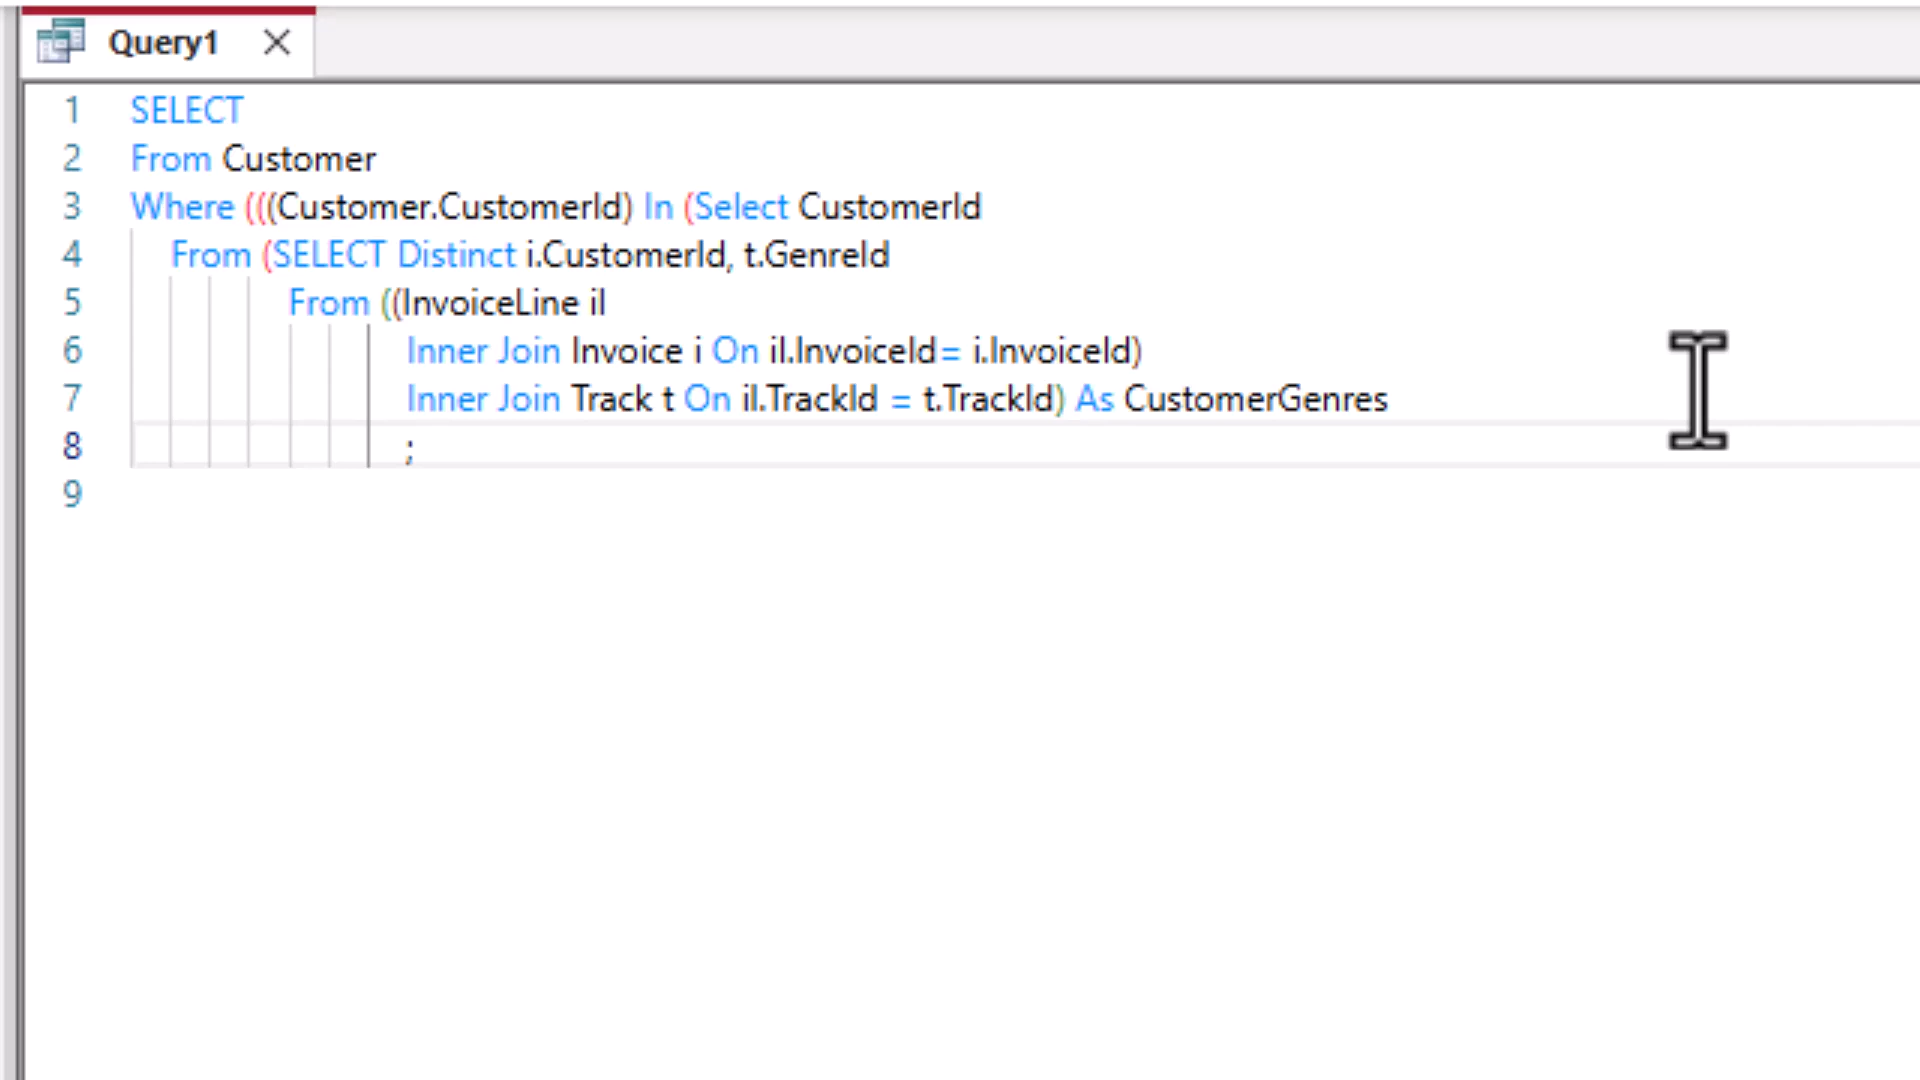 Query1
1 SELECT
2 From Customer
3 Where (((Customer.CustomerId) In (Select CustomerId
4 From (SELECT Distinct i.CustomerId, t.GenreId
5 From ((InvoiceLine il
6 Inner Join Invoice i On il.InvoiceId= i.InvoiceId)
7 Inner Join Track t On il.TrackId = t.TrackId) As CustomerGenres
8 ;
9